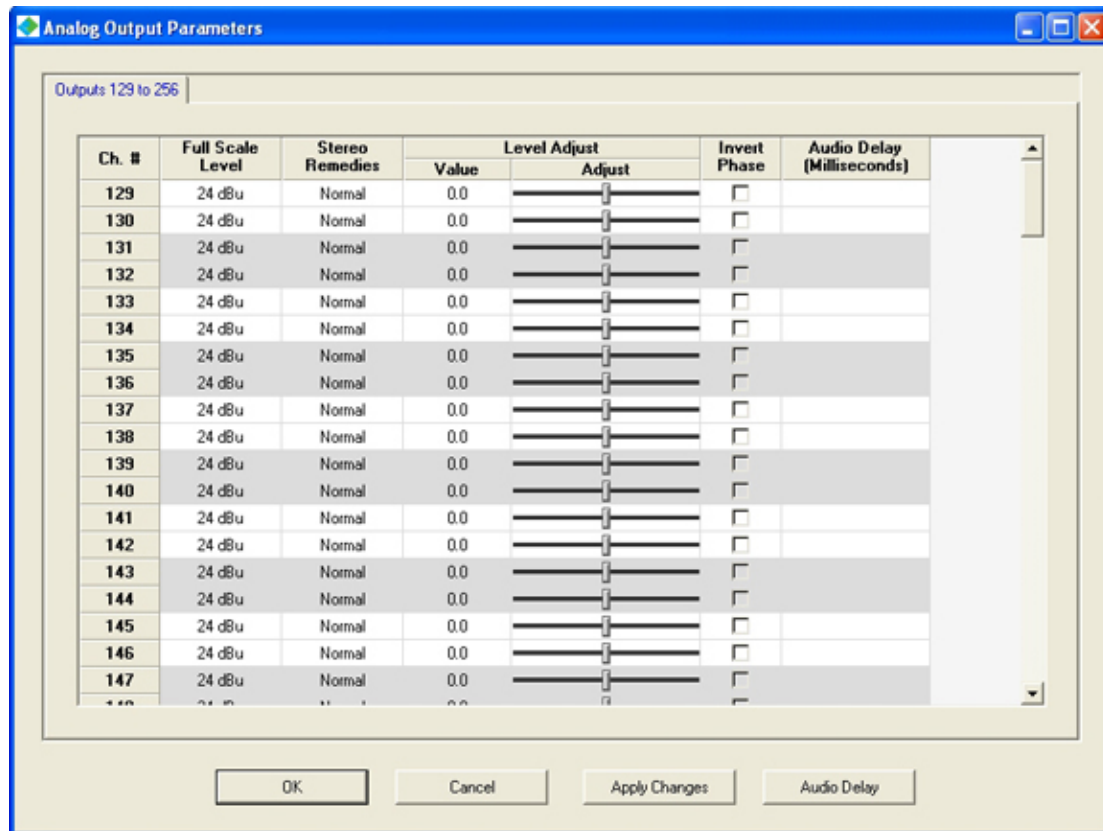 Analog Output Parameters
Outputs 129 to 256
Ch. # Full Scale Level Stereo Remedies Level Adjust Invert Phase Audio Delay (Milliseconds)
Value Adjust
129 24 dBu Normal 0.0
130 24 dBu Normal 0.0
131 24 dBu Normal 0.0
132 24 dBu Normal 0.0
133 24 dBu Normal 0.0
134 24 dBu Normal 0.0
135 24 dBu Normal 0.0
136 24 dBu Normal 0.0
137 24 dBu Normal 0.0
138 24 dBu Normal 0.0
139 24 dBu Normal 0.0
140 24 dBu Normal 0.0
141 24 dBu Normal 0.0
142 24 dBu Normal 0.0
143 24 dBu Normal 0.0
144 24 dBu Normal 0.0
145 24 dBu Normal 0.0
146 24 dBu Normal 0.0
147 24 dBu Normal 0.0
OK Cancel Apply Changes Audio Delay